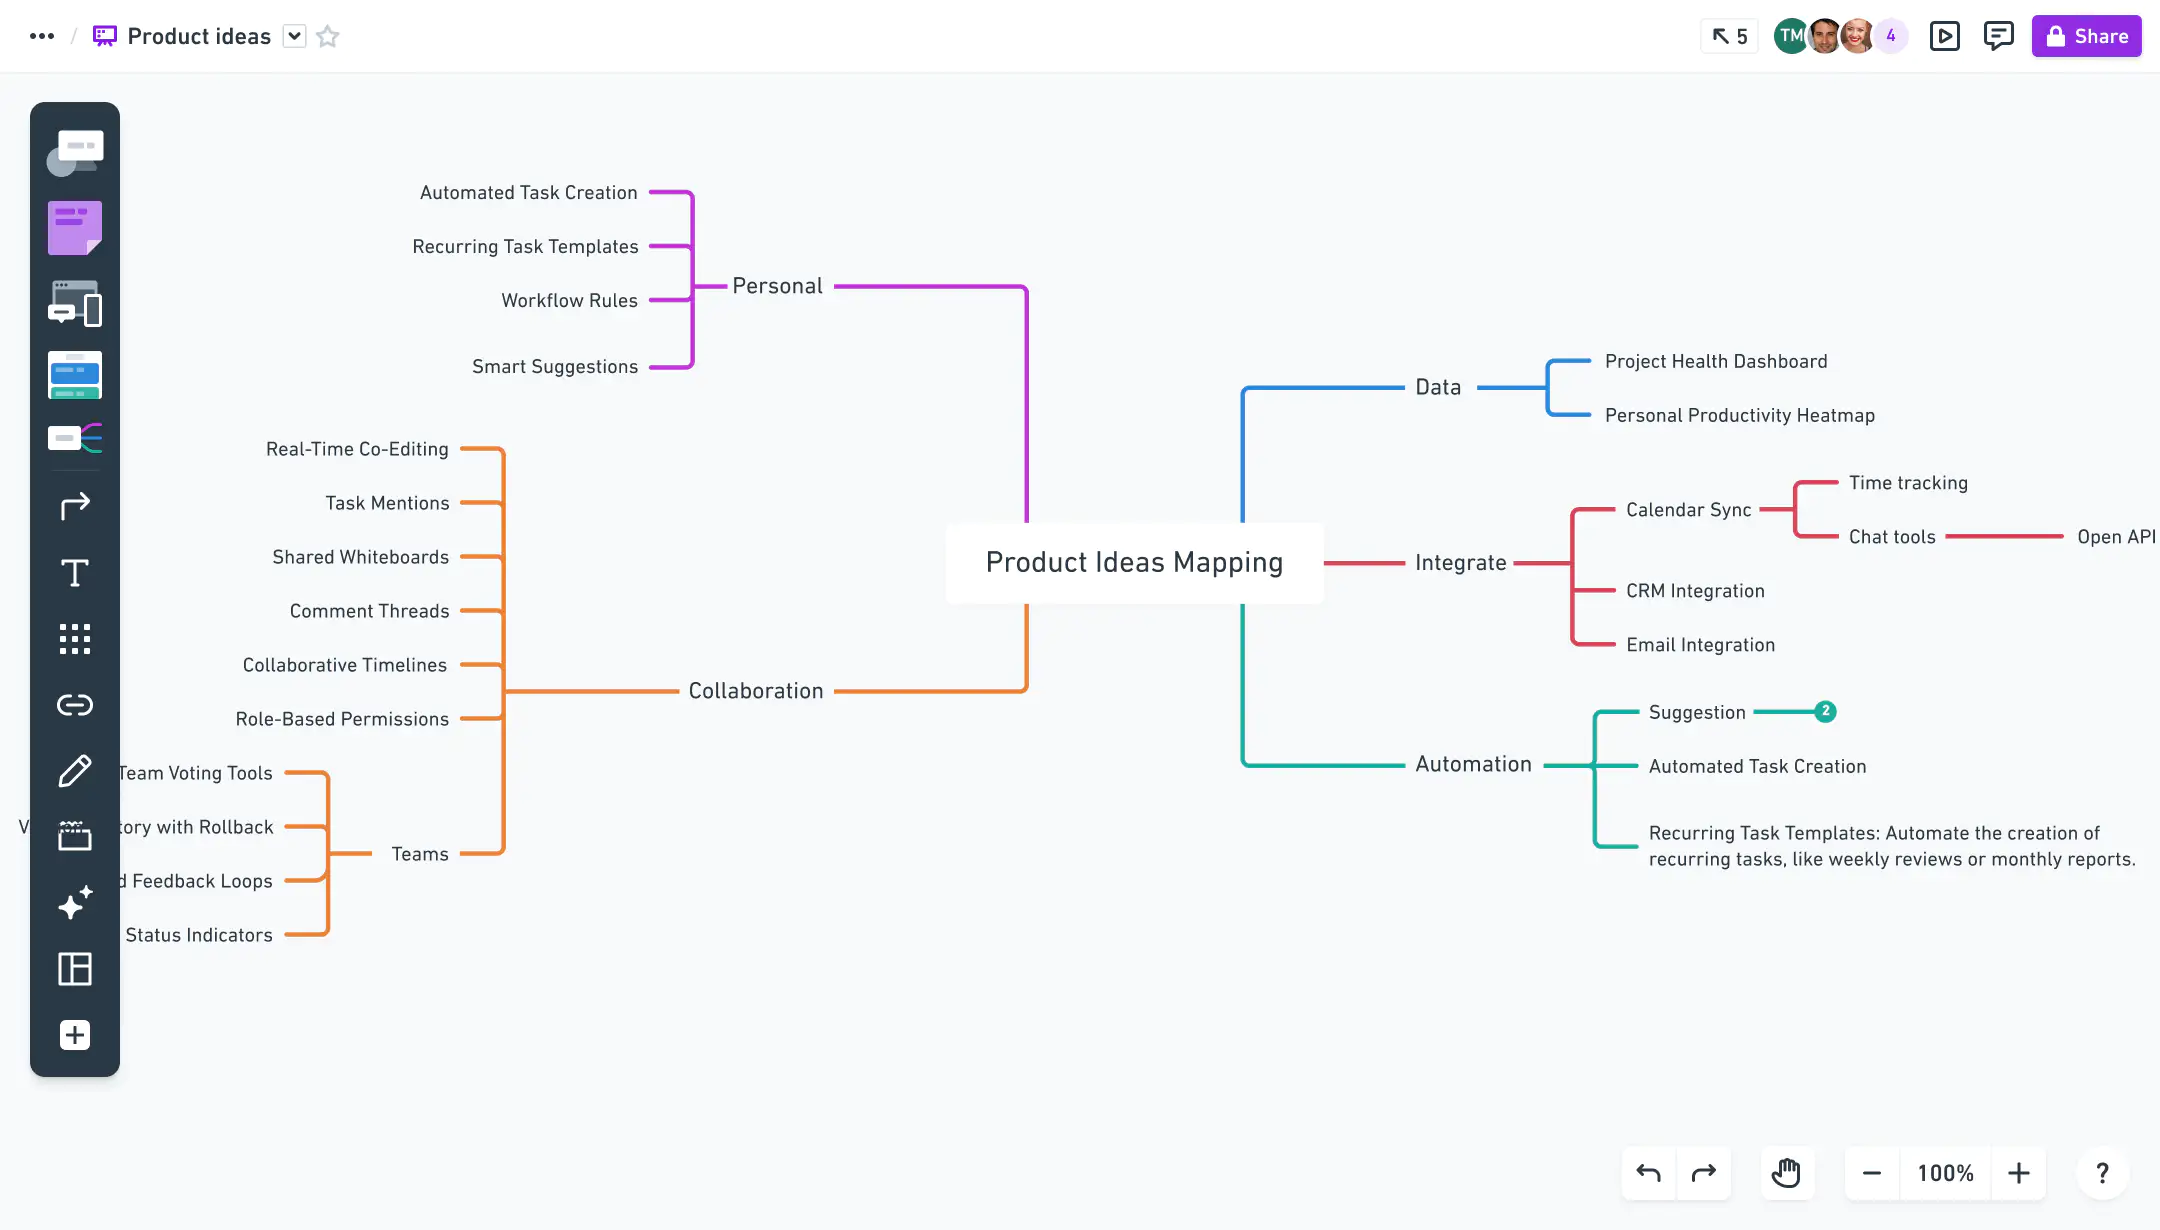 Product ideas
5
TM
4
Share
Automated Task Creation
Recurring Task Templates
Workflow Rules
Smart Suggestions
Personal
Real-Time Co-Editing
Task Mentions
Shared Whiteboards
Comment Threads
Collaborative Timelines
Role-Based Permissions
Collaboration
Team Voting Tools
tory with Rollback
Feedback Loops
Status Indicators
Teams
Product Ideas Mapping
Data
Project Health Dashboard
Personal Productivity Heatmap
Integrate
Calendar Sync
Time tracking
Chat tools
Open API
CRM Integration
Email Integration
Automation
Suggestion
2
Automated Task Creation
Recurring Task Templates: Automate the creation of
recurring tasks, like weekly reviews or monthly reports.
100%
?